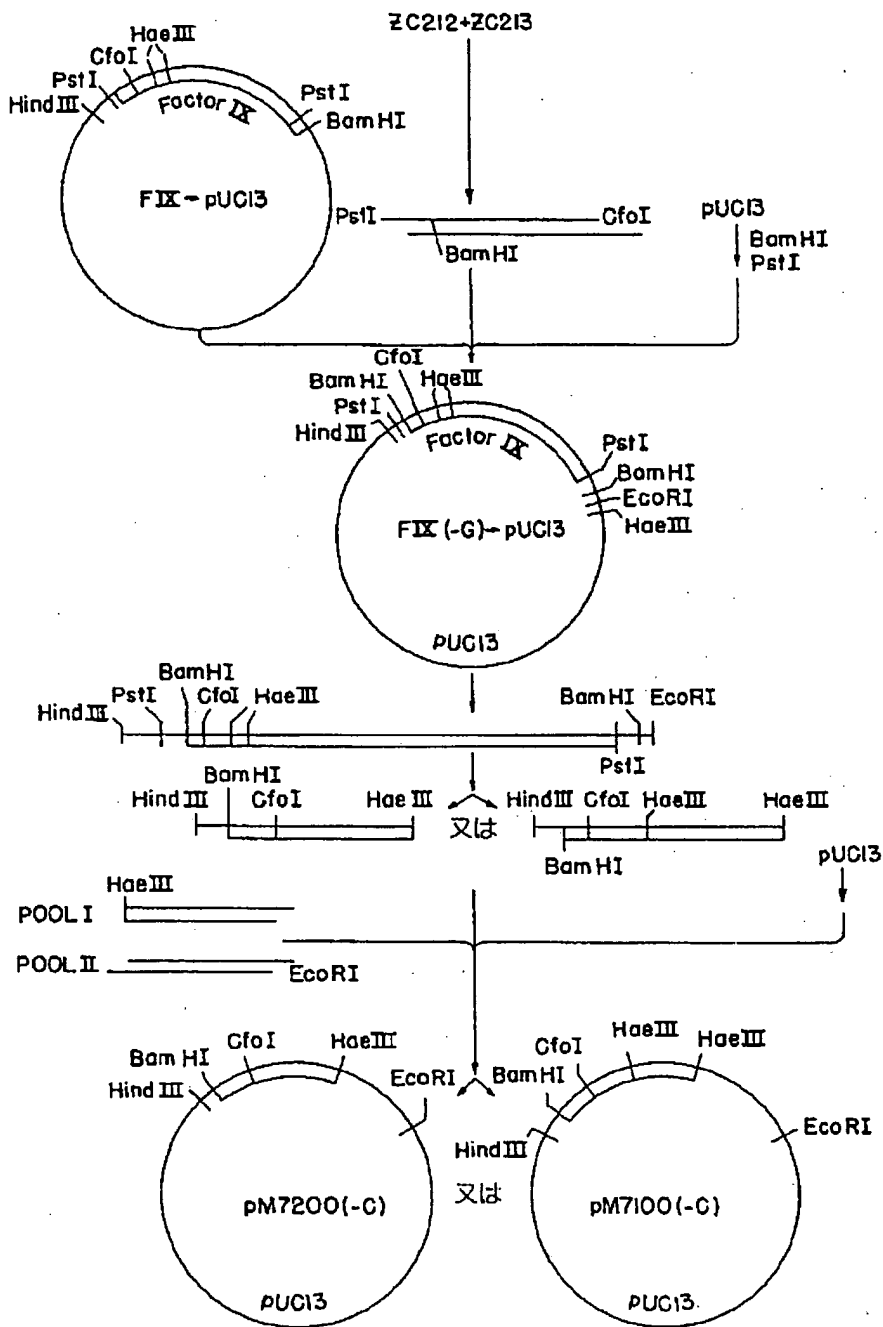 ZC212+ZC213
HaeIII
CfoI
PstI
HindIII
Factor IX
PstI
BamHI
FIX-pUC13
PstI
CfoI
BamHI
pUC13
BamHI
PstI
CfoI
BamHI
HaeIII
PstI
HindIII
Factor IX
PstI
BamHI
EcoRI
HaeIII
FIX(-G)-pUC13
pUC13
BamHI
HindIII PstI CfoI HaeIII
BamHI EcoRI
PstI
BamHI
HindIII CfoI HaeIII
又は
HindIII CfoI HaeIII HaeIII
BamHI
pUC13
HaeIII
POOL I
POOL II
EcoRI
BamHI CfoI HaeIII
HindIII
EcoRI
又は
CfoI HaeIII HaeIII
BamHI
HindIII
EcoRI
pM7200(-C)
pUC13
pM7100(-C)
pUC13